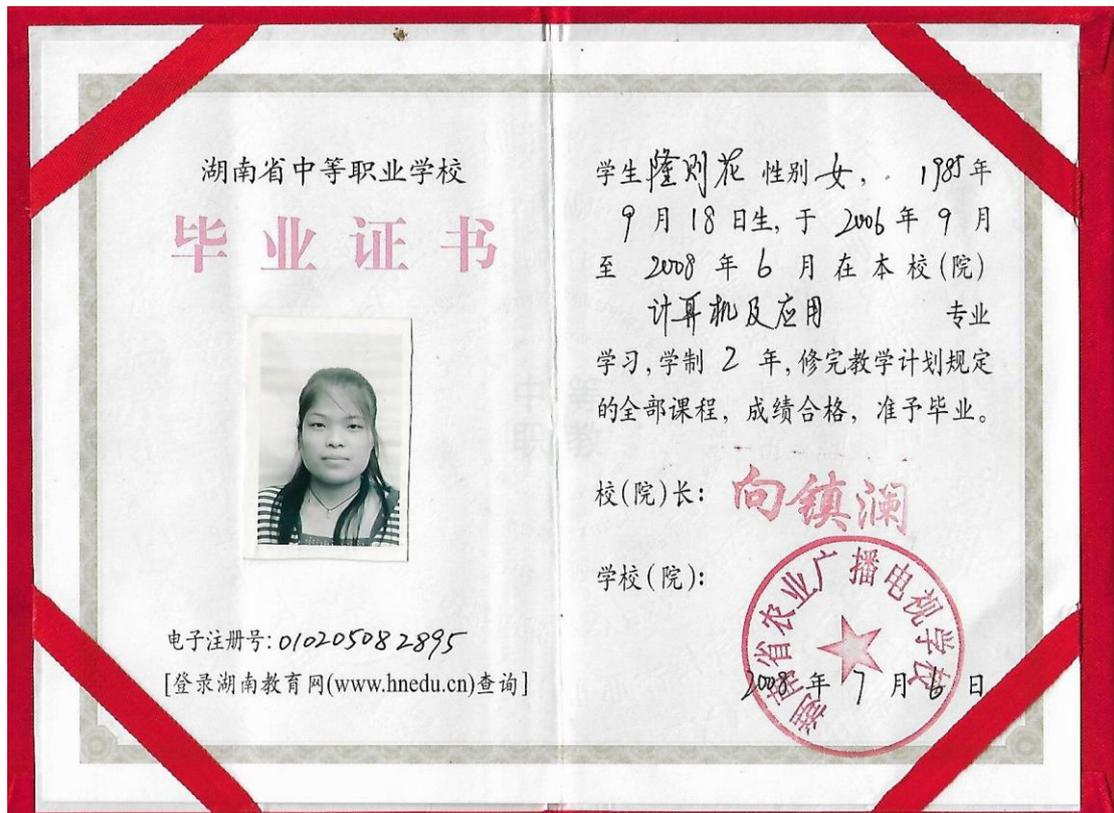 湖南省中等职业学校
毕业证书
电子注册号:010205082895
[登录湖南教育网(www.hnedu.cn)查询]
中等
职教
学生隆则花 性别女, 1985年
9月18日生,于2006年9月
至2008年6月在本校(院)
计算机及应用 专业
学习,学制2年,修完教学计划规定
的全部课程,成绩合格,准予毕业。
校(院)长:向镇澜
学校(院):
湖南省农业广播电视学校
2008年7月6日